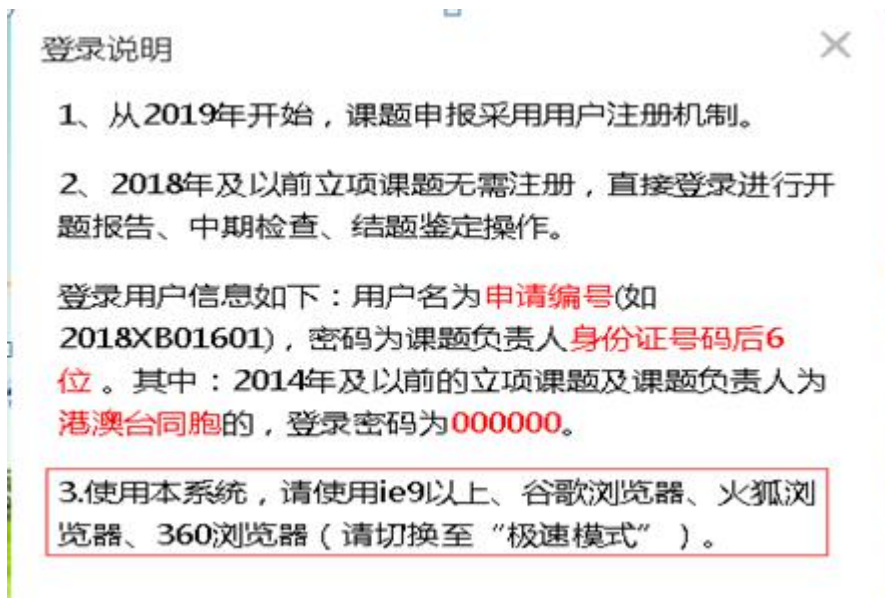 登录说明
1、从2019年开始，课题申报采用用户注册机制。
2、2018年及以前立项课题无需注册，直接登录进行开
题报告、中期检查、结题鉴定操作。
登录用户信息如下：用户名为申请编号(如
2018XB01601)，密码为课题负责人身份证号码后6
位 。其中：2014年及以前的立项课题及课题负责人为
港澳台同胞的，登录密码为000000。
3.使用本系统，请使用ie9以上、谷歌浏览器、火狐浏
览器、360浏览器（请切换至“极速模式”）。